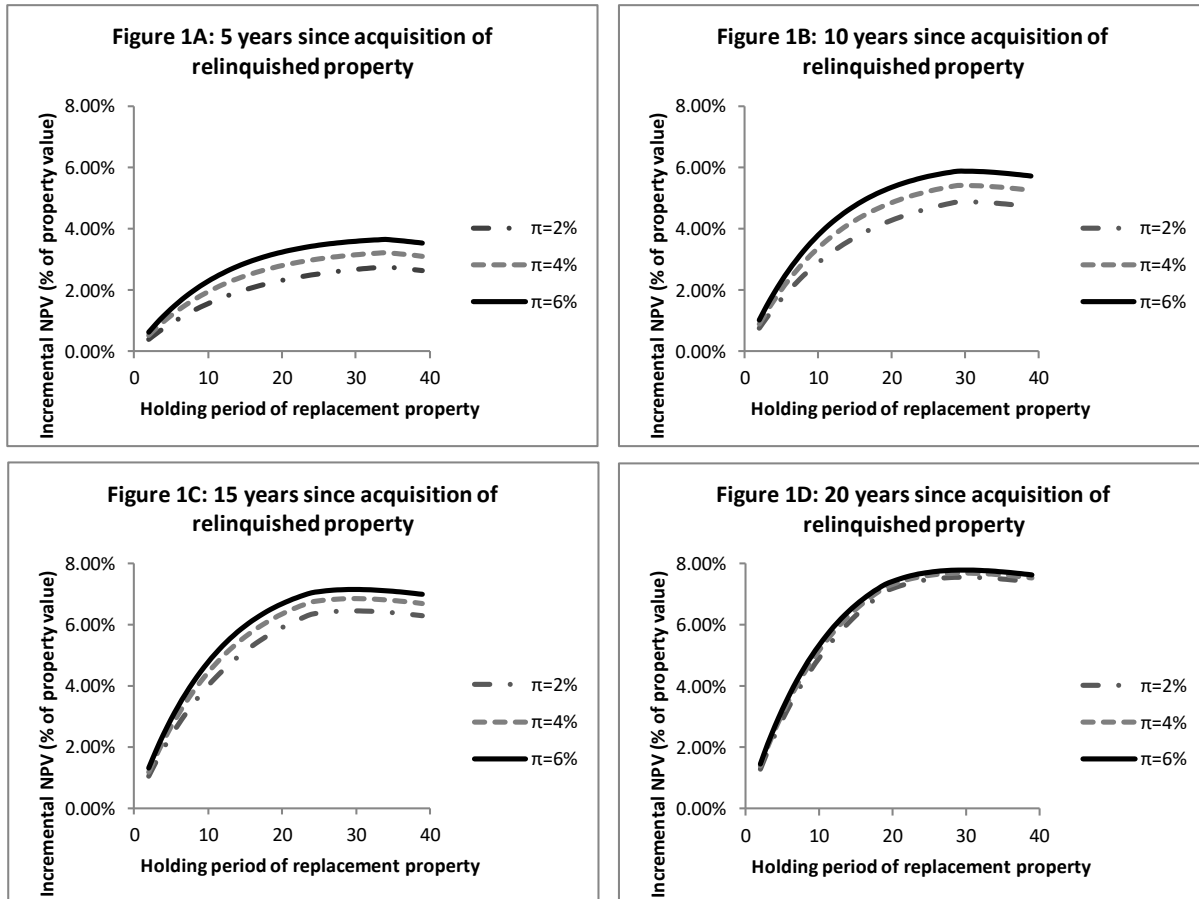 Figure 1A: 5 years since acquisition of
relinquished property
Incremental NPV (% of property value)
8.00%
6.00%
4.00%
2.00%
0.00%
0 10 20 30 40
Holding period of replacement property
π=2%
π=4%
π=6%
Figure 1B: 10 years since acquisition of
relinquished property
Incremental NPV (% of property value)
8.00%
6.00%
4.00%
2.00%
0.00%
0 10 20 30 40
Holding period of replacement property
π=2%
π=4%
π=6%
Figure 1C: 15 years since acquisition of
relinquished property
Incremental NPV (% of property value)
8.00%
6.00%
4.00%
2.00%
0.00%
0 10 20 30 40
Holding period of replacement property
π=2%
π=4%
π=6%
Figure 1D: 20 years since acquisition of
relinquished property
Incremental NPV (% of property value)
8.00%
6.00%
4.00%
2.00%
0.00%
0 10 20 30 40
Holding period of replacement property
π=2%
π=4%
π=6%